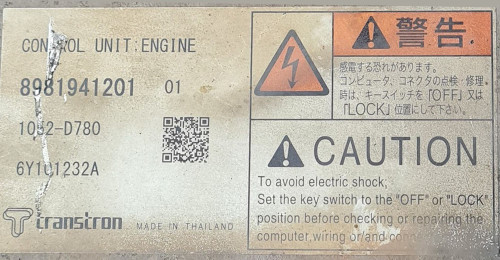 CONTROL UNIT:ENGINE
8981941201 01
1052-D780
6Y101232A
transtron MADE IN THAILAND
警告
感電する恐れがあります。
コンピュータ、コネクタの点検・修理
時は、キースイッチを「OFF」又は
「LOCK」位置にして下さい。
CAUTION
To avoid electric shock;
Set the key switch to the "OFF" or "LOCK"
position before checking or repairing the
computer,wiring or/and